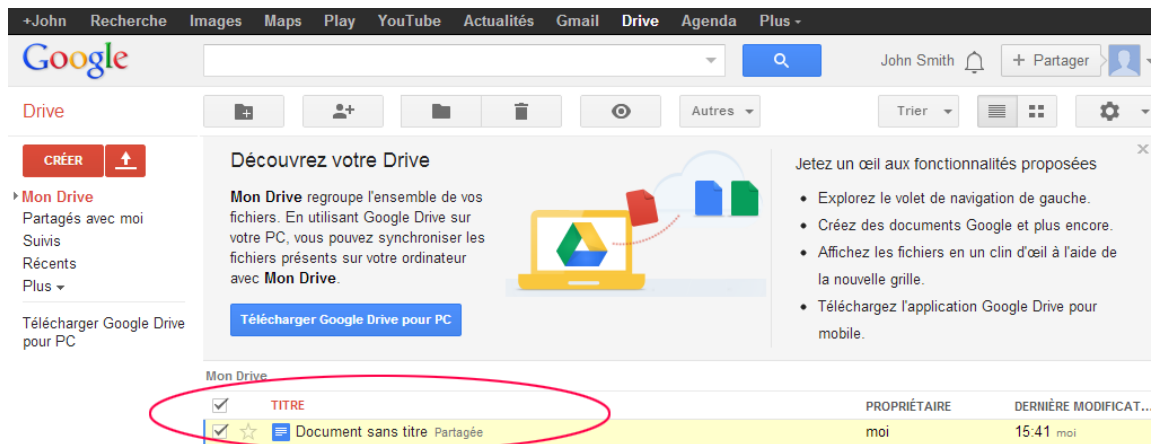 +John Recherche Images Maps Play YouTube Actualités Gmail Drive Agenda Plus
Google
John Smith + Partager
Drive
Autres
Trier
CRÉER
Mon Drive
Partagés avec moi
Suivis
Récents
Plus
Télécharger Google Drive
pour PC
Découvrez votre Drive
Mon Drive regroupe l'ensemble de vos
fichiers. En utilisant Google Drive sur
votre PC, vous pouvez synchroniser les
fichiers présents sur votre ordinateur
avec Mon Drive.
Télécharger Google Drive pour PC
Jetez un œil aux fonctionnalités proposées
• Explorez le volet de navigation de gauche.
• Créez des documents Google et plus encore.
• Affichez les fichiers en un clin d'œil à l'aide de
la nouvelle grille.
• Téléchargez l'application Google Drive pour
mobile.
Mon Drive
TITRE PROPRIÉTAIRE DERNIÈRE MODIFICAT...
Document sans titre Partagée moi 15:41 moi